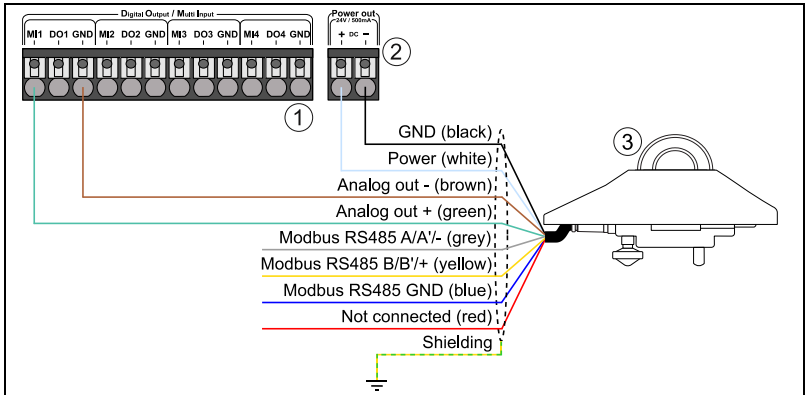 Digital Output / Multi Input
MI1 DO1 GND MI2 DO2 GND MI3 DO3 GND MI4 DO4 GND
Power out
24V / 500mA
+ DC −
1
2
3
GND (black)
Power (white)
Analog out - (brown)
Analog out + (green)
Modbus RS485 A/A'/- (grey)
Modbus RS485 B/B'/+ (yellow)
Modbus RS485 GND (blue)
Not connected (red)
Shielding